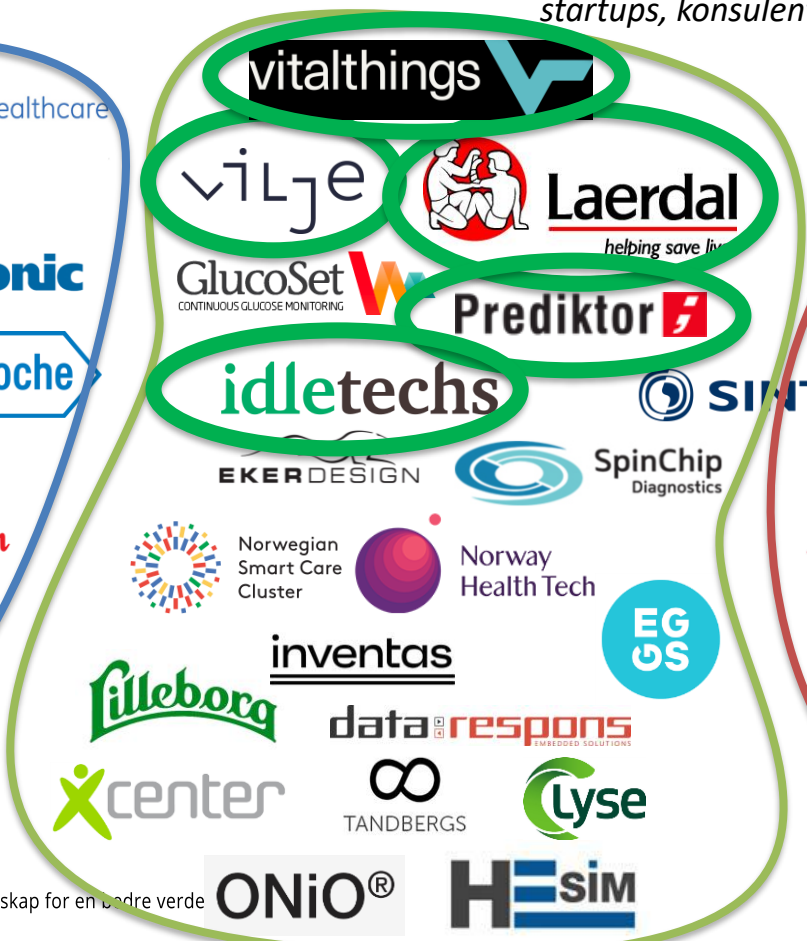 startups, konsulen
vitalthings
ealthcare
vilje
Laerdal
helping save liv
GlucoSet
CONTINUOUS GLUCOSE MONITORING
onic
Prediktor
oche
idletechs
SINT
EKERDESIGN
SpinChip
Diagnostics
Norwegian
Smart Care
Cluster
Norway
Health Tech
EG
GS
inventas
Lilleborg
data respons
EMBEDDED SOLUTIONS
xcenter
TANDBERGS
Lyse
skap for en bedre verde
ONiO®
HESiM